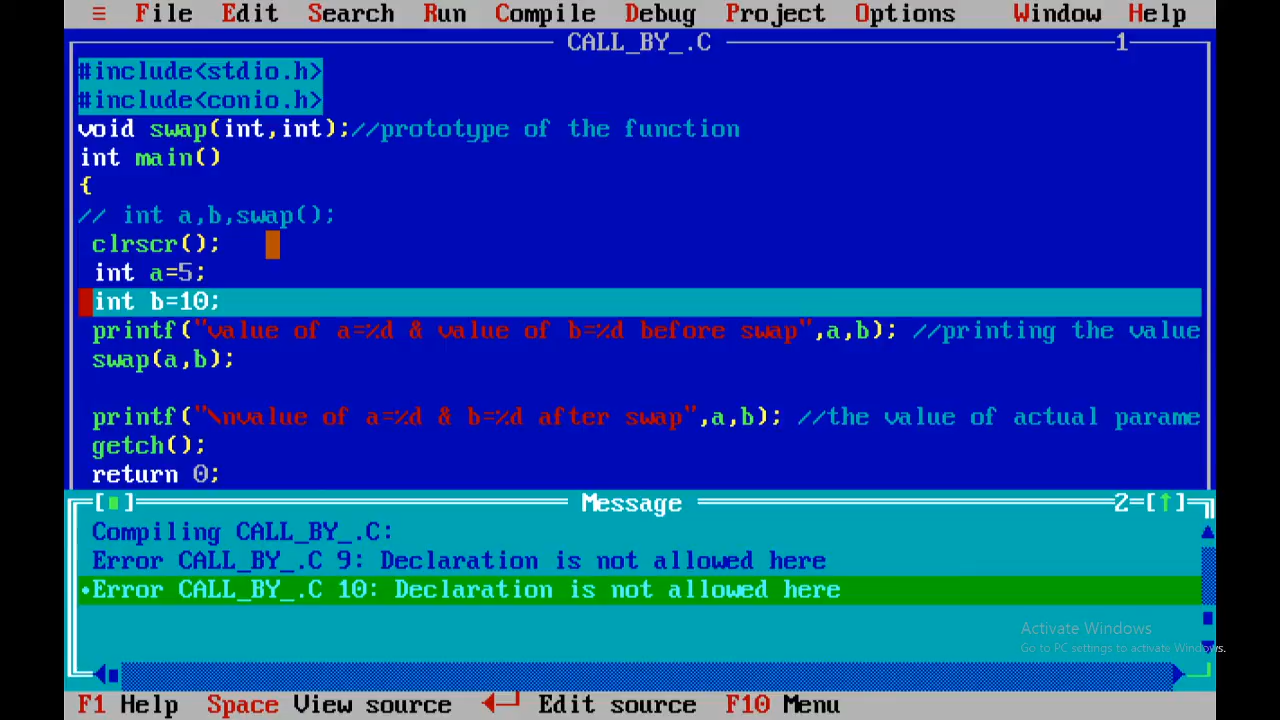 ≡ File Edit Search Run Compile Debug Project Options Window Help
CALL_BY_.C 1
#include<stdio.h>
#include<conio.h>
void swap(int,int);//prototype of the function
int main()
{
// int a,b,swap();
clrscr();
int a=5;
int b=10;
printf("value of a=%d & value of b=%d before swap",a,b); //printing the value
swap(a,b);
printf("\nvalue of a=%d & b=%d after swap",a,b); //the value of actual parame
getch();
return 0;
[■] Message 2=[↑]
Compiling CALL_BY_.C:
Error CALL_BY_.C 9: Declaration is not allowed here
•Error CALL_BY_.C 10: Declaration is not allowed here
Activate Windows
Go to PC settings to activate Windows.
F1 Help Space View source ◄─┘ Edit source F10 Menu